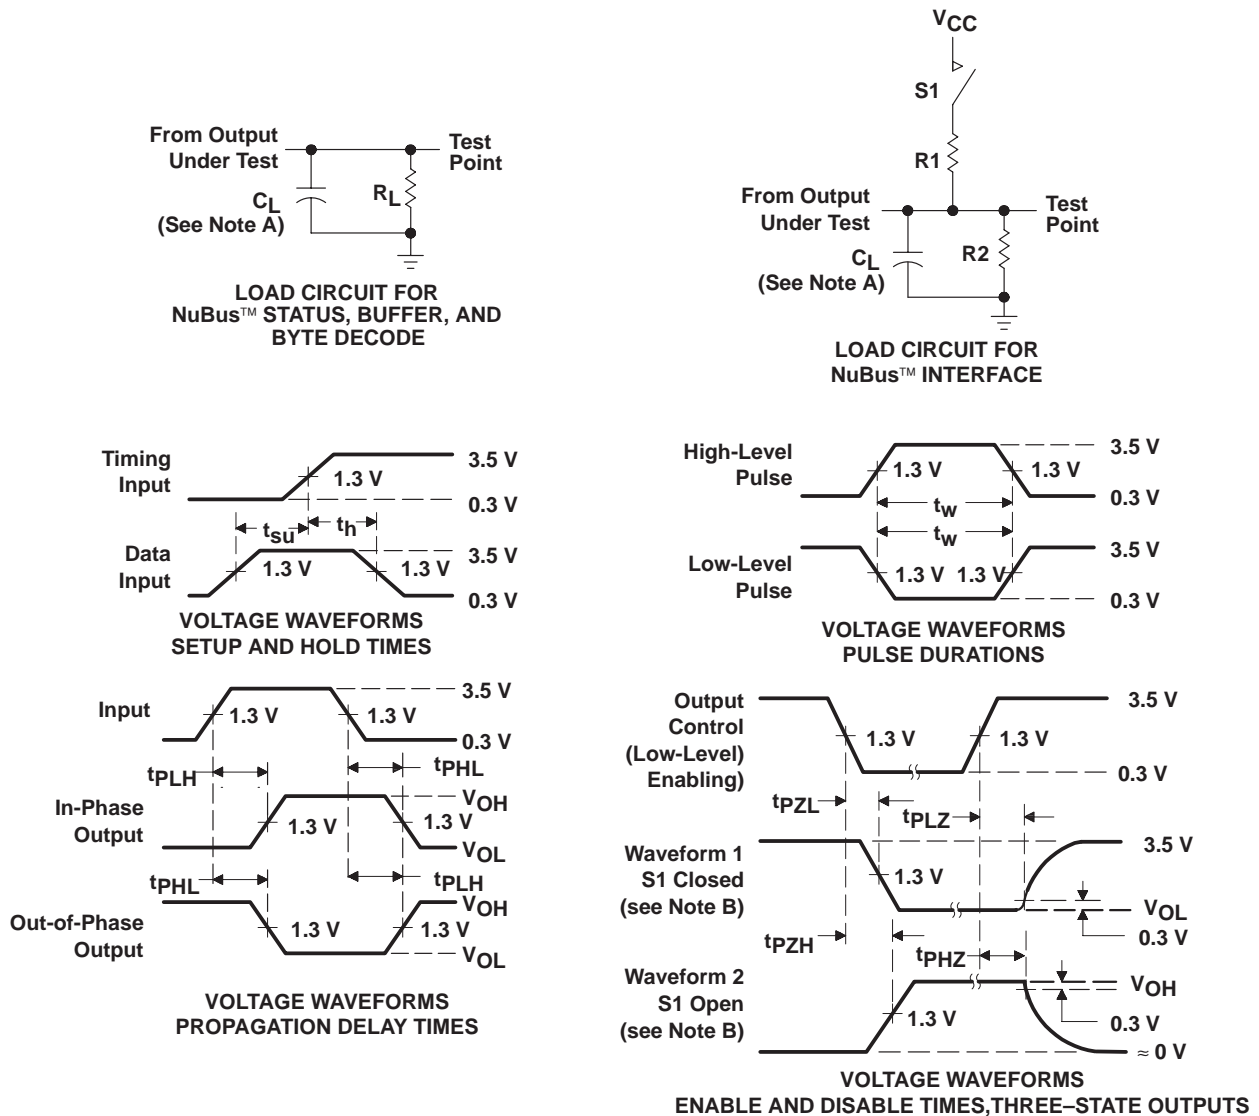 From Output
Under Test
Test
Point
CL
(See Note A)
RL
LOAD CIRCUIT FOR
NuBus™ STATUS, BUFFER, AND
BYTE DECODE
VCC
S1
R1
From Output
Under Test
Test
Point
CL
(See Note A)
R2
LOAD CIRCUIT FOR
NuBus™ INTERFACE
Timing
Input
1.3 V
3.5 V
0.3 V
tsu
th
Data
Input
1.3 V
1.3 V
3.5 V
0.3 V
VOLTAGE WAVEFORMS
SETUP AND HOLD TIMES
High-Level
Pulse
1.3 V
1.3 V
3.5 V
0.3 V
tw
tw
Low-Level
Pulse
1.3 V
1.3 V
3.5 V
0.3 V
VOLTAGE WAVEFORMS
PULSE DURATIONS
Input
1.3 V
1.3 V
3.5 V
0.3 V
tPLH
tPHL
In-Phase
Output
1.3 V
1.3 V
VOH
VOL
tPHL
tPLH
Out-of-Phase
Output
1.3 V
1.3 V
VOH
VOL
VOLTAGE WAVEFORMS
PROPAGATION DELAY TIMES
Output
Control
(Low-Level)
Enabling)
1.3 V
1.3 V
3.5 V
0.3 V
tPZL
tPLZ
Waveform 1
S1 Closed
(see Note B)
1.3 V
3.5 V
VOL
0.3 V
tPZH
tPHZ
Waveform 2
S1 Open
(see Note B)
1.3 V
VOH
0.3 V
≈ 0 V
VOLTAGE WAVEFORMS
ENABLE AND DISABLE TIMES,THREE–STATE OUTPUTS